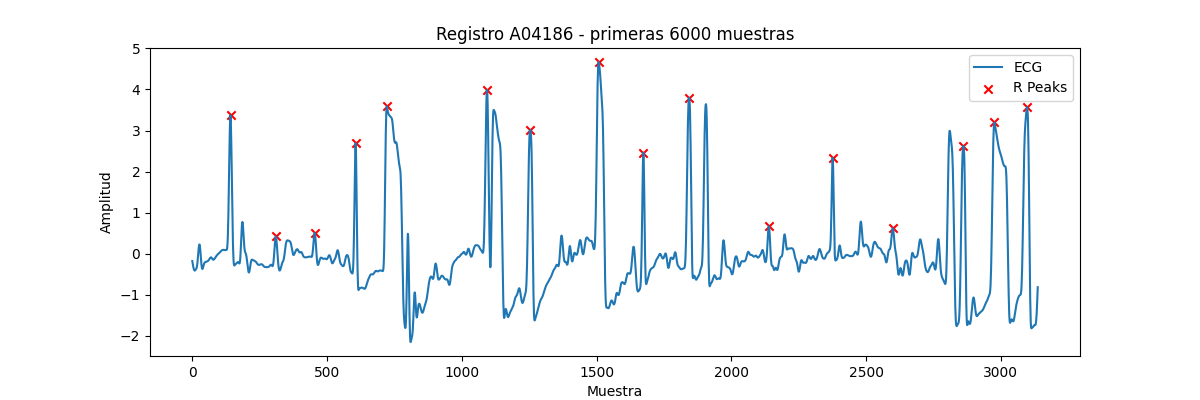 Registro A04186 - primeras 6000 muestras
5
4
3
2
1
0
−1
−2
Amplitud
ECG
R Peaks
0 500 1000 1500 2000 2500 3000
Muestra